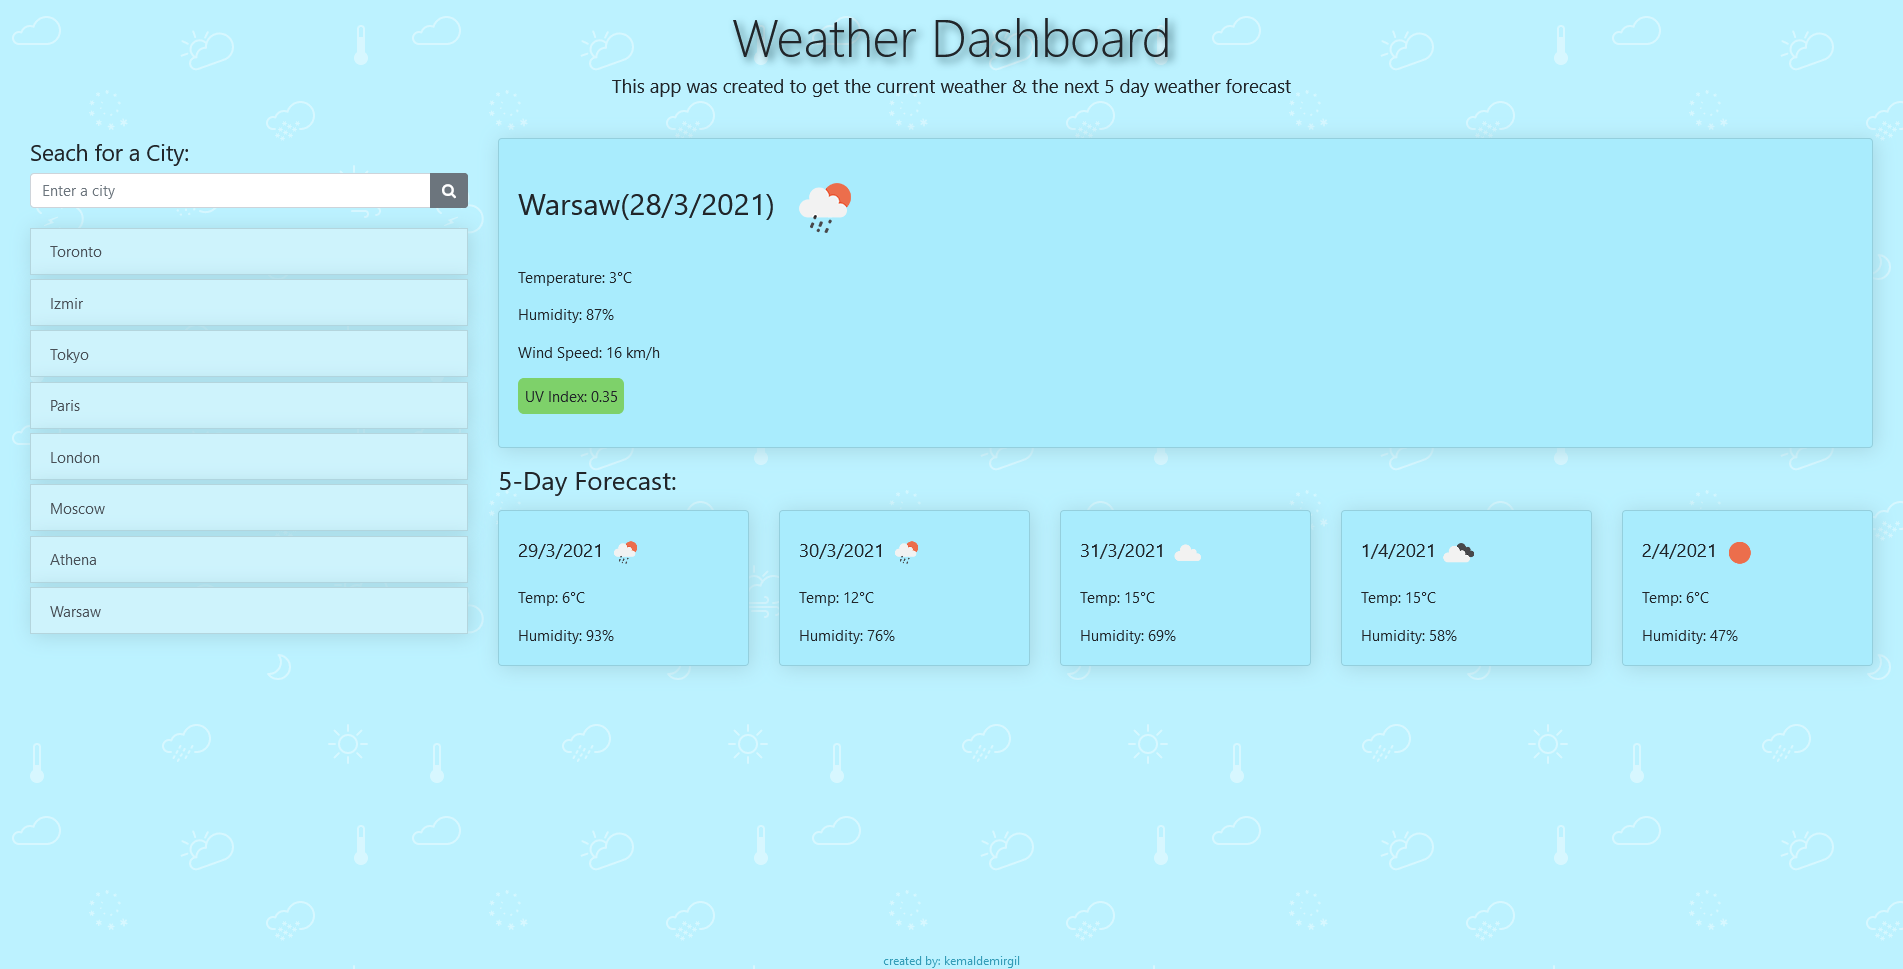 Weather Dashboard
This app was created to get the current weather & the next 5 day weather forecast
Seach for a City:
Enter a city
Toronto
Izmir
Tokyo
Paris
London
Moscow
Athena
Warsaw
Warsaw(28/3/2021)
Temperature: 3°C
Humidity: 87%
Wind Speed: 16 km/h
UV Index: 0.35
5-Day Forecast:
29/3/2021
Temp: 6°C
Humidity: 93%
30/3/2021
Temp: 12°C
Humidity: 76%
31/3/2021
Temp: 15°C
Humidity: 69%
1/4/2021
Temp: 15°C
Humidity: 58%
2/4/2021
Temp: 6°C
Humidity: 47%
created by: kemaldemirgil